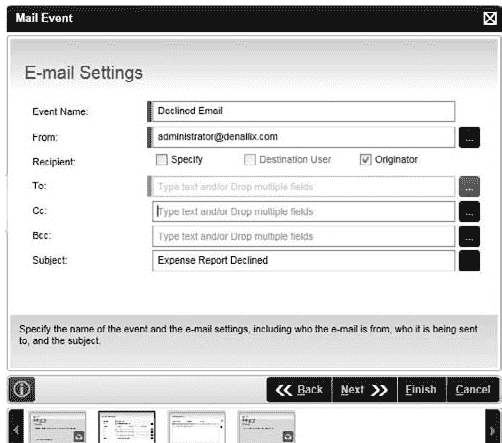 Mail Event
E-mail Settings
Event Name: Declined Email
From: administrator@denallix.com ...
Recipient: Specify Destination User Originator
To: Type text and/or Drop multiple fields ...
Cc: Type text and/or Drop multiple fields ...
Bcc: Type text and/or Drop multiple fields ...
Subject: Expense Report Declined
Specify the name of the event and the e-mail settings, including who the e-mail is from, who it is being sent
to, and the subject.
Back Next Finish Cancel